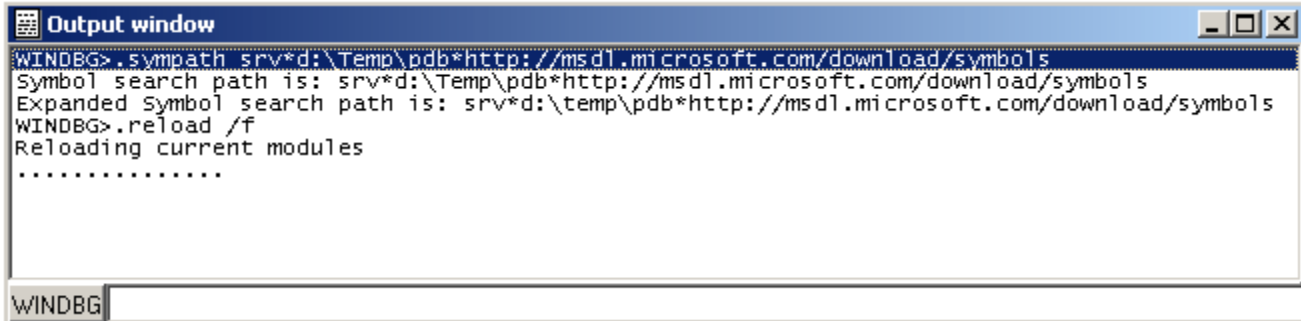 Output window
WINDBG>.sympath srv*d:\Temp\pdb*http://msdl.microsoft.com/download/symbols
Symbol search path is: srv*d:\Temp\pdb*http://msdl.microsoft.com/download/symbols
Expanded Symbol search path is: srv*d:\temp\pdb*http://msdl.microsoft.com/download/symbols
WINDBG>.reload /f
Reloading current modules
...............
WINDBG